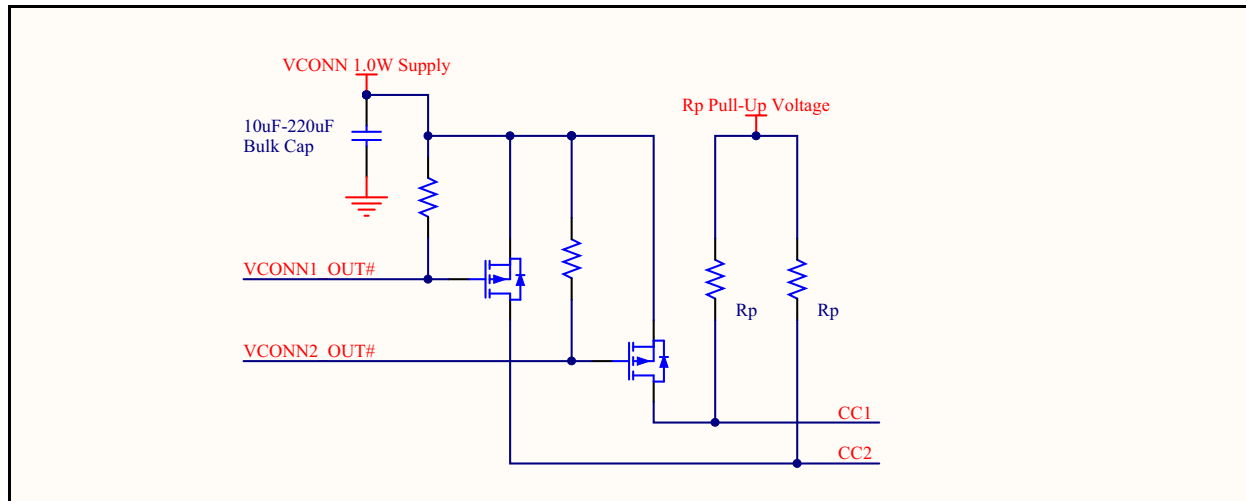 VCONN 1.0W Supply
Rp Pull-Up Voltage
10uF-220uF
Bulk Cap
VCONN1_OUT#
Rp
Rp
VCONN2_OUT#
CC1
CC2